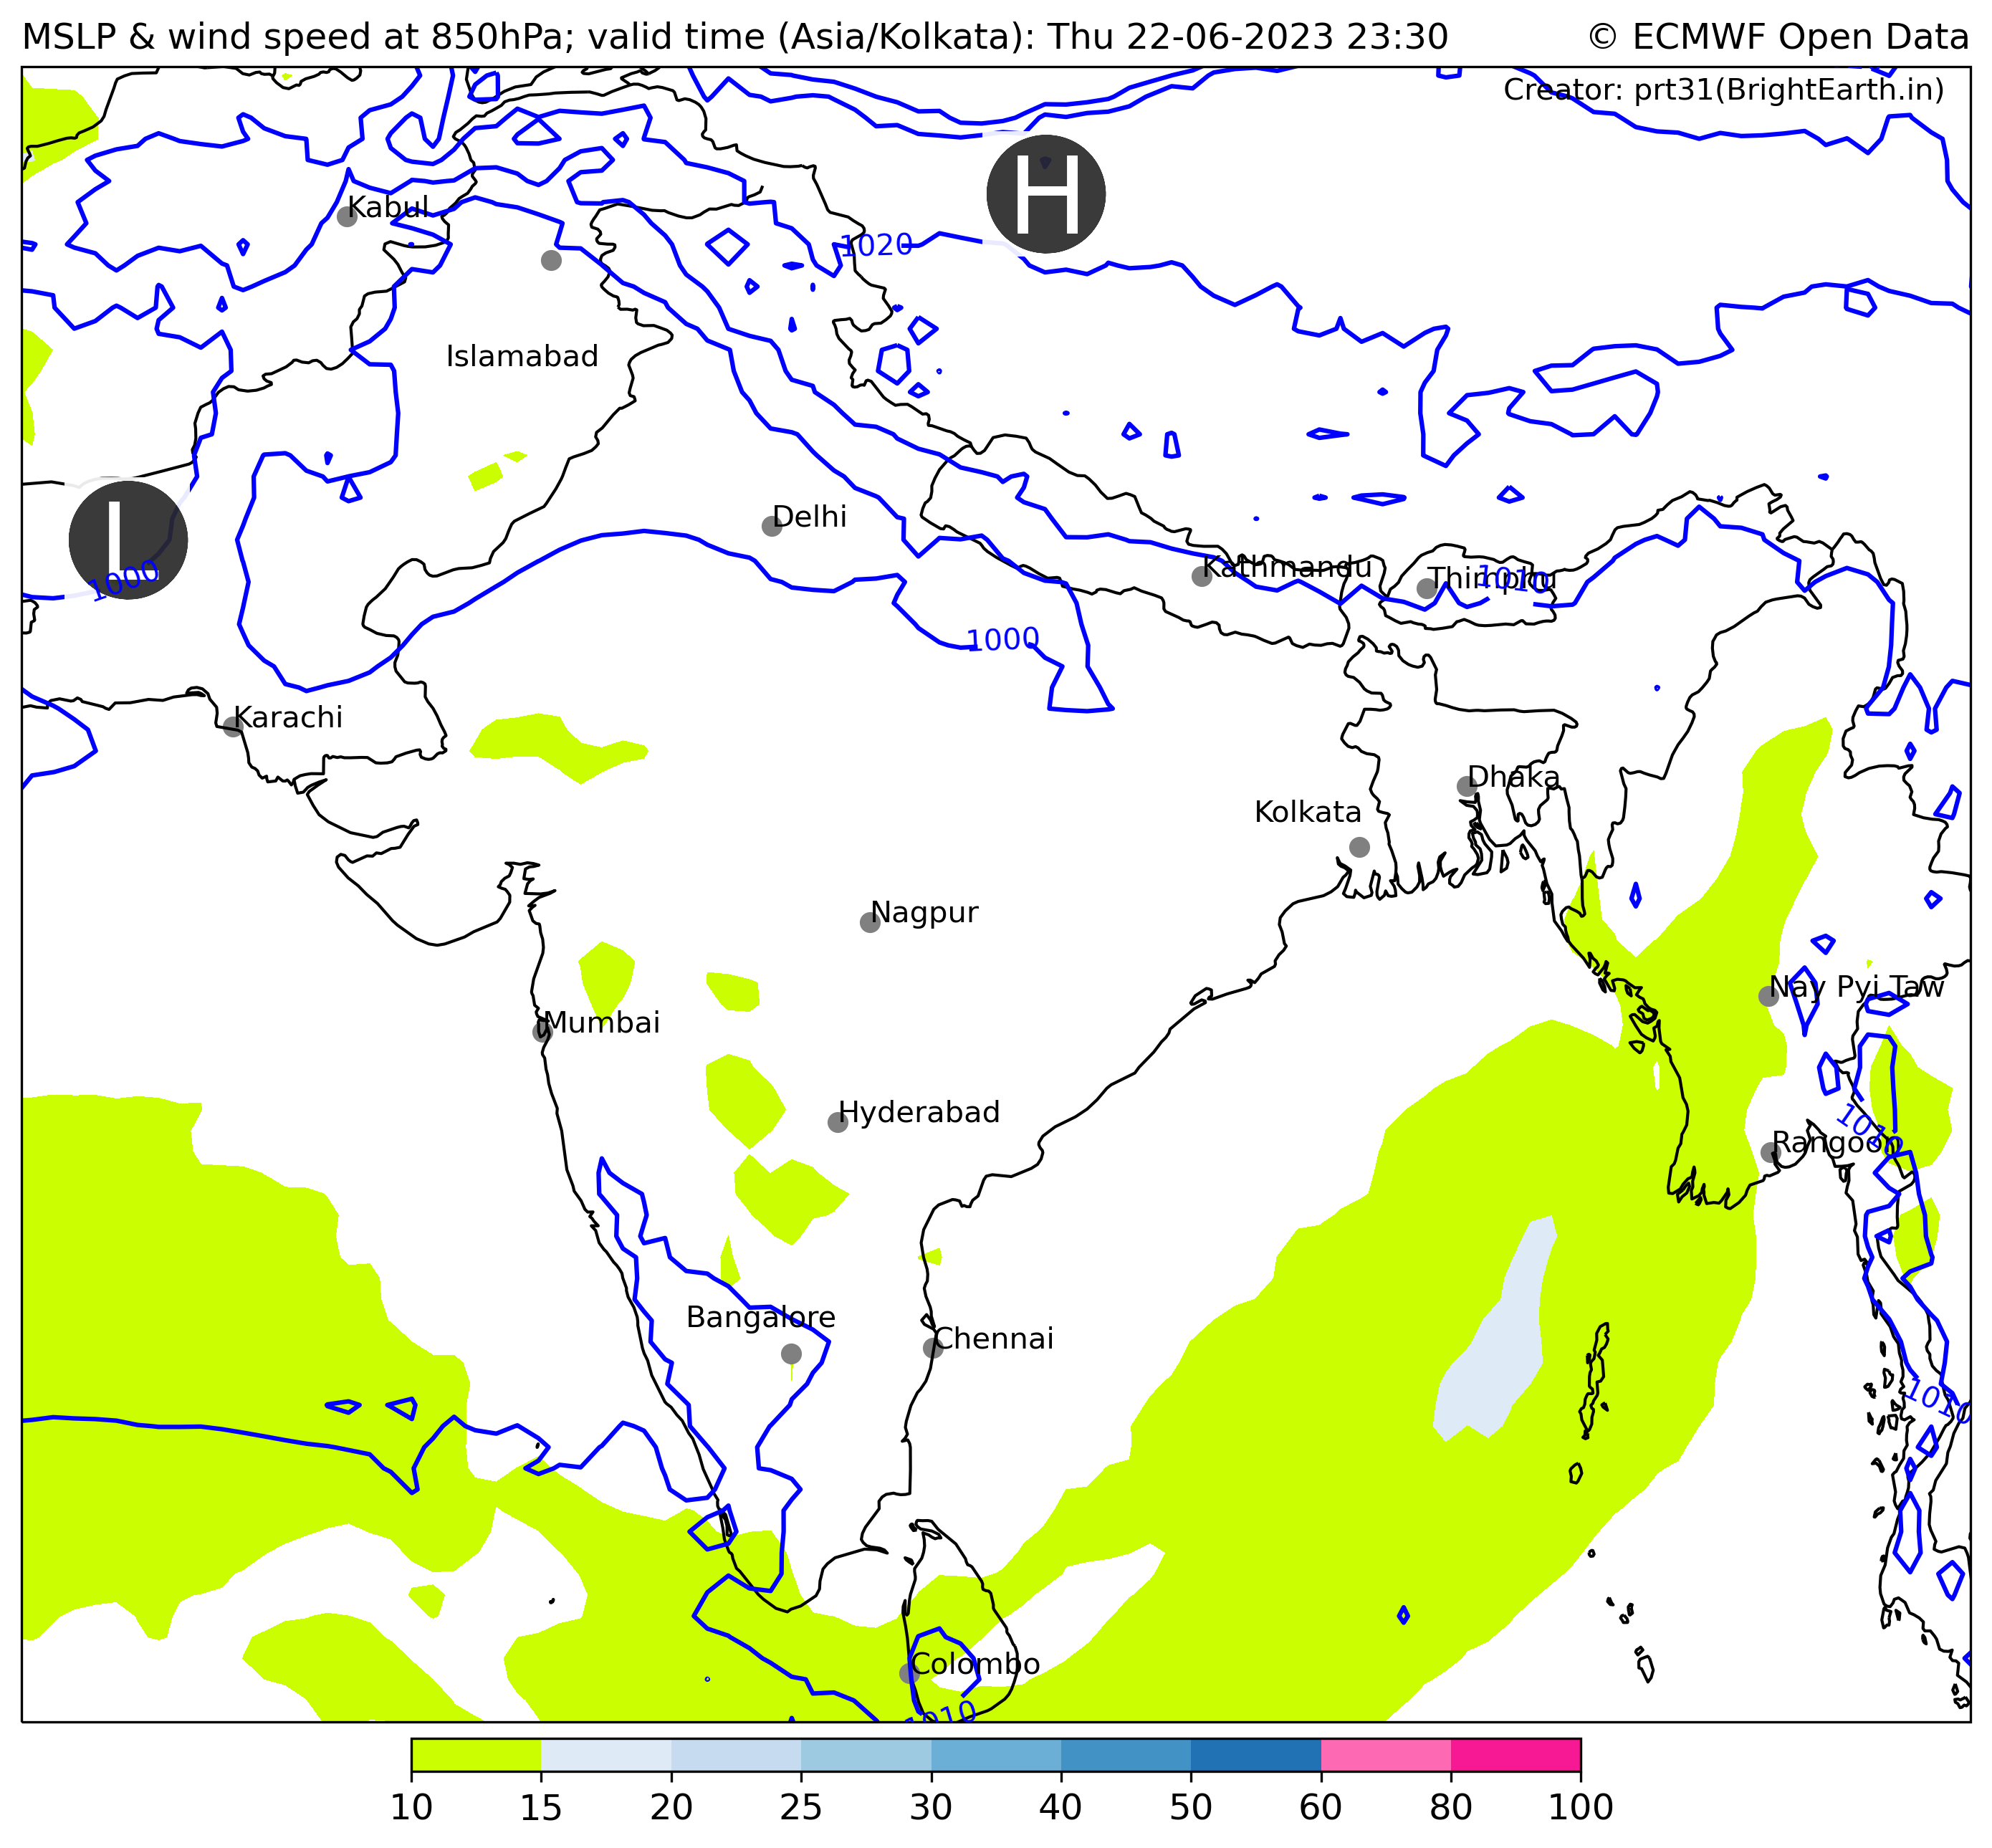 MSLP & wind speed at 850hPa; valid time (Asia/Kolkata): Thu 22-06-2023 23:30
© ECMWF Open Data
Creator: prt31(BrightEarth.in)
H
Kabul
1020
Islamabad
Delhi
L
1000
Kathmandu
Thimphu
1010
1000
Karachi
Dhaka
Kolkata
Nagpur
Nay Pyi Taw
Mumbai
Hyderabad
1010
Rangoon
Bangalore
Chennai
1010
Colombo
1010
10 15 20 25 30 40 50 60 80 100